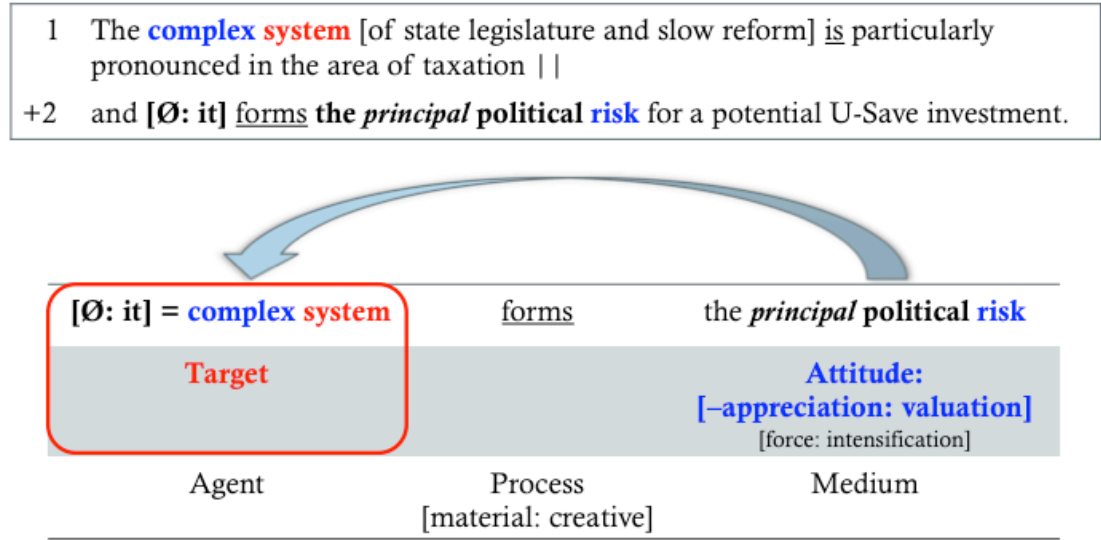 1 The complex system [of state legislature and slow reform] is particularly
pronounced in the area of taxation ||
+2 and [Ø: it] forms the principal political risk for a potential U-Save investment.
[Ø: it] = complex system forms the principal political risk
Target Attitude:
[–appreciation: valuation]
[force: intensification]
Agent Process Medium
[material: creative]